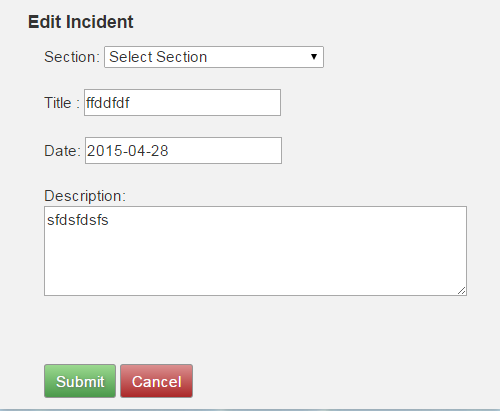 Edit Incident
Section: Select Section
Title : ffddfdf
Date: 2015-04-28
Description:
sfdsfdsfs
Submit Cancel